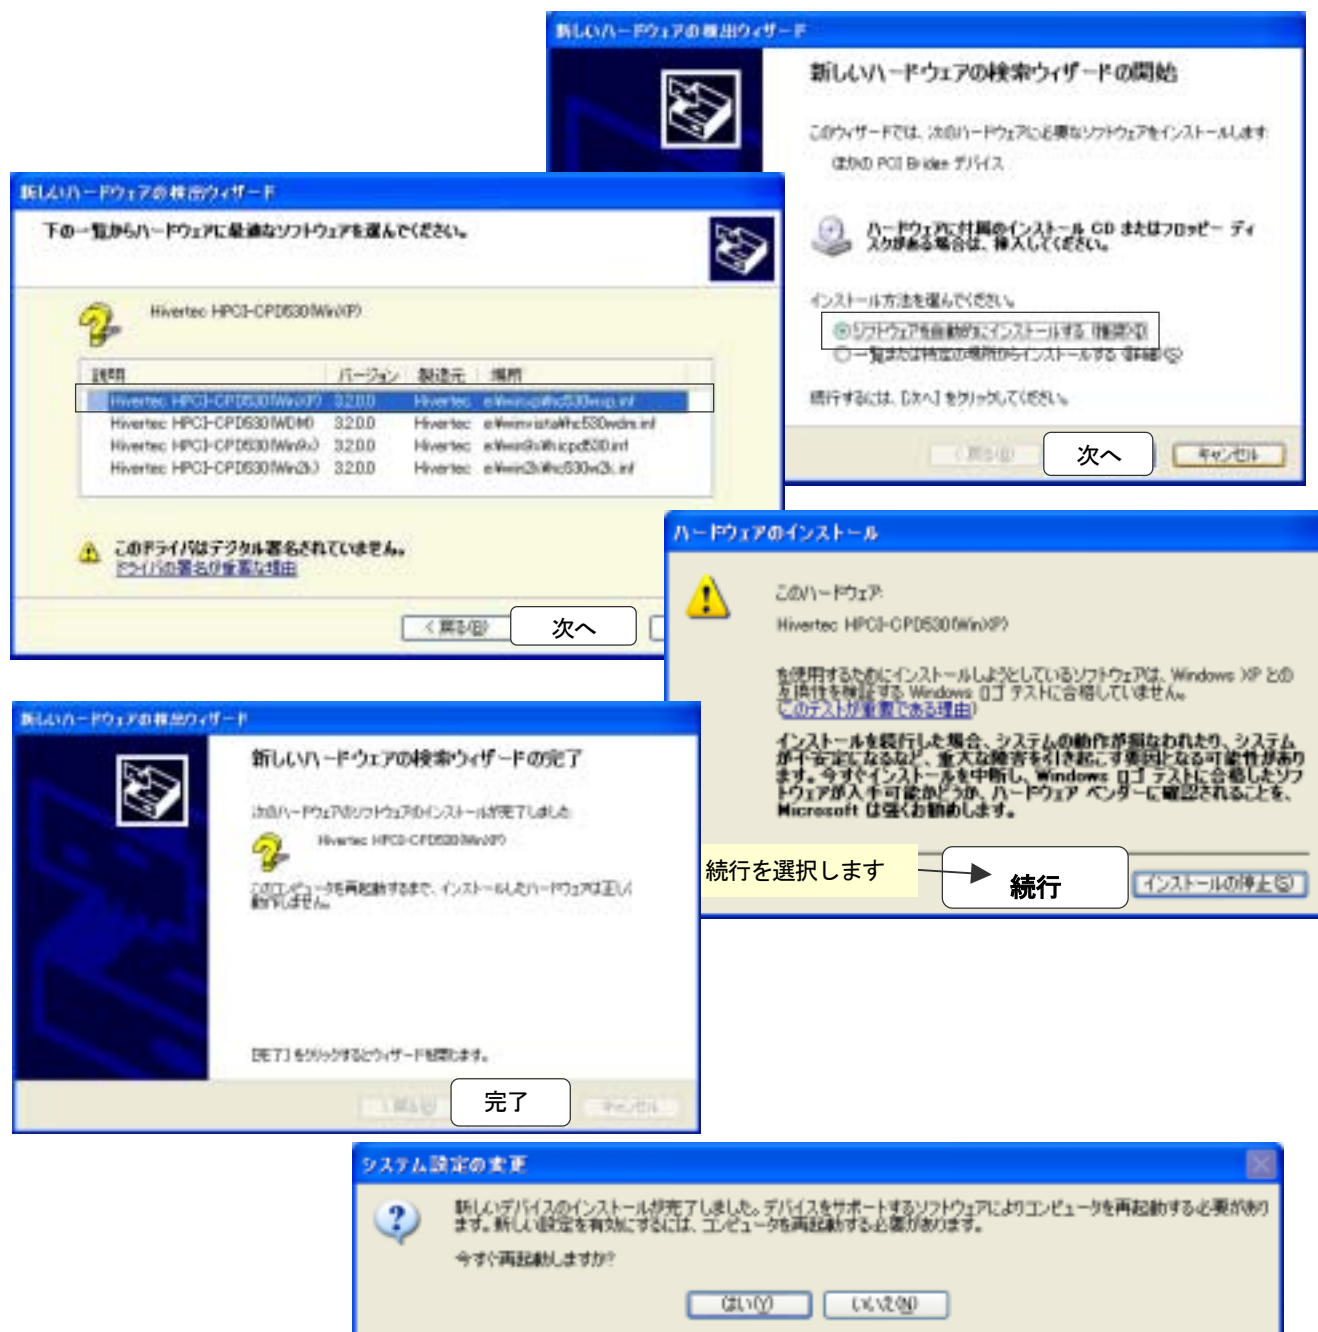 新しいハードウェアの検出ウィザード
新しいハードウェアの検索ウィザードの開始
このウィザードでは、次のハードウェアに必要なソフトウェアをインストールします:
ほかの PCI Bridge デバイス
ハードウェアに付属のインストール CD またはフロッピー ディ
スクがある場合は、挿入してください。
インストール方法を選んでください。
ソフトウェアを自動的にインストールする (推奨)(I)
一覧または特定の場所からインストールする (詳細)(S)
続行するには、[次へ] をクリックしてください。
< 戻る(B)
次へ
キャンセル
新しいハードウェアの検出ウィザード
下の一覧からハードウェアに最適なソフトウェアを選んでください。
Hivertec HPCI-CPD530(WinXP)
説明 バージョン 製造元 場所
Hivertec HPCI-CPD530(WinXP) 3.2.0.0 Hivertec e:¥winxp¥hc530wxp.inf
Hivertec HPCI-CPD530(WDM) 3.2.0.0 Hivertec e:¥winvista¥hc530wdm.inf
Hivertec HPCI-CPD530(Win9x) 3.2.0.0 Hivertec e:¥win9x¥hicpd530.inf
Hivertec HPCI-CPD530(Win2k) 3.2.0.0 Hivertec e:¥win2k¥hc530w2k.inf
このドライバはデジタル署名されていません。
ドライバの署名が重要な理由
< 戻る(B)
次へ
ハードウェアのインストール
このハードウェア:
Hivertec HPCI-CPD530(WinXP)
を使用するためにインストールしようとしているソフトウェアは、Windows XP との
互換性を検証する Windows ロゴ テストに合格していません。
(このテストが重要である理由)
インストールを続行した場合、システムの動作が損なわれたり、システム
が不安定になるなど、重大な障害を引き起こす要因となる可能性があり
ます。今すぐインストールを中断し、Windows ロゴ テストに合格したソフ
トウェアが入手可能かどうか、ハードウェア ベンダーに確認されることを、
Microsoft は強くお勧めします。
続行を選択します
続行
インストールの停止(S)
新しいハードウェアの検出ウィザード
新しいハードウェアの検索ウィザードの完了
次のハードウェアのソフトウェアのインストールが完了しました:
Hivertec HPCI-CPD530(WinXP)
このコンピュータを再起動するまで、インストールしたハードウェアは正しく
動作しません。
[完了] をクリックするとウィザードを閉じます。
< 戻る(B)
完了
キャンセル
システム設定の変更
新しいデバイスのインストールが完了しました。デバイスをサポートするソフトウェアによりコンピュータを再起動する必要があり
ます。新しい設定を有効にするには、コンピュータを再起動する必要があります。
今すぐ再起動しますか?
はい(Y)
いいえ(N)